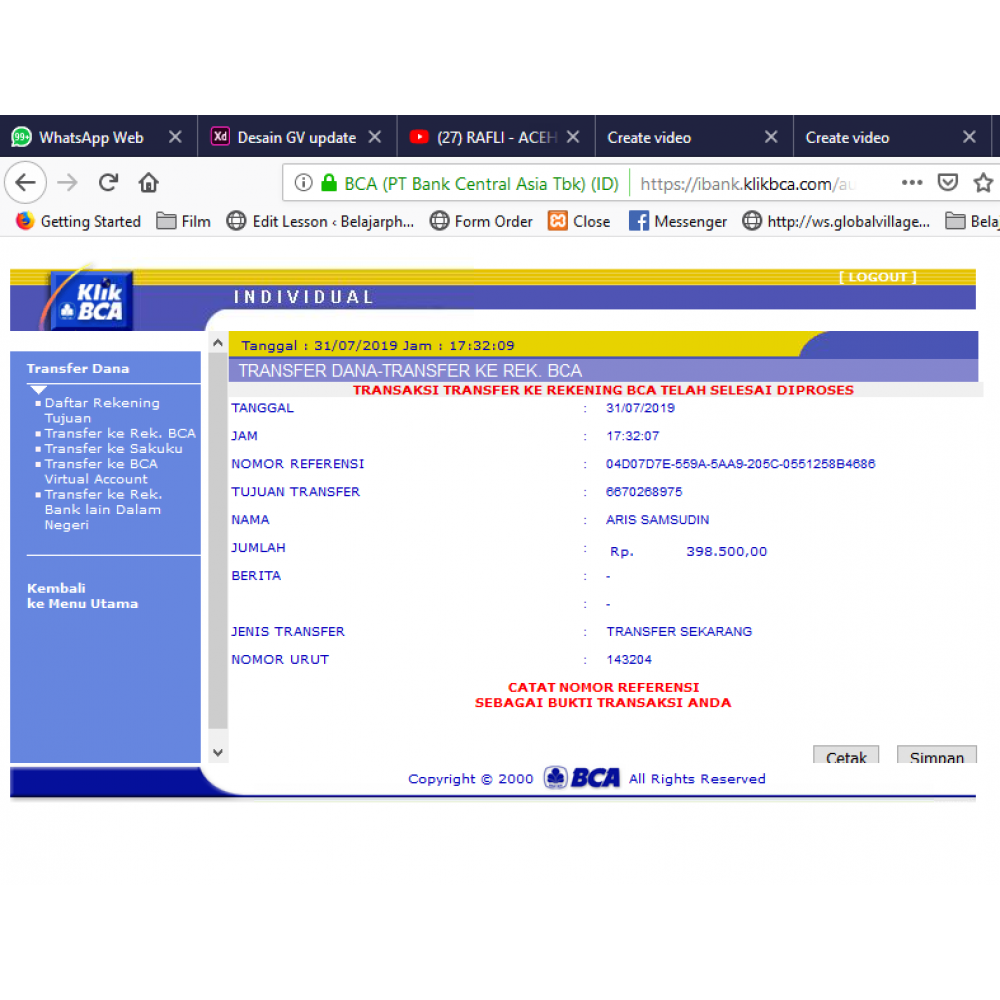 99+ WhatsApp Web
Xd Desain GV update
(27) RAFLI - ACEH
Create video
Create video
BCA (PT Bank Central Asia Tbk) (ID) https://ibank.klikbca.com/au
Getting Started Film Edit Lesson ‹ Belajarph... Form Order Close Messenger http://ws.globalvillage... Bela
[ LOGOUT ]
Klik
BCA
INDIVIDUAL
Tanggal : 31/07/2019 Jam : 17:32:09
Transfer Dana
Daftar Rekening
Tujuan
Transfer ke Rek. BCA
Transfer ke Sakuku
Transfer ke BCA
Virtual Account
Transfer ke Rek.
Bank lain Dalam
Negeri
Kembali
ke Menu Utama
TRANSFER DANA-TRANSFER KE REK. BCA
TRANSAKSI TRANSFER KE REKENING BCA TELAH SELESAI DIPROSES
TANGGAL : 31/07/2019
JAM : 17:32:07
NOMOR REFERENSI : 04D07D7E-559A-5AA9-205C-0551258B4686
TUJUAN TRANSFER : 6670268975
NAMA : ARIS SAMSUDIN
JUMLAH : Rp. 398.500,00
BERITA : -
: -
JENIS TRANSFER : TRANSFER SEKARANG
NOMOR URUT : 143204
CATAT NOMOR REFERENSI
SEBAGAI BUKTI TRANSAKSI ANDA
Cetak Simpan
Copyright © 2000 BCA All Rights Reserved